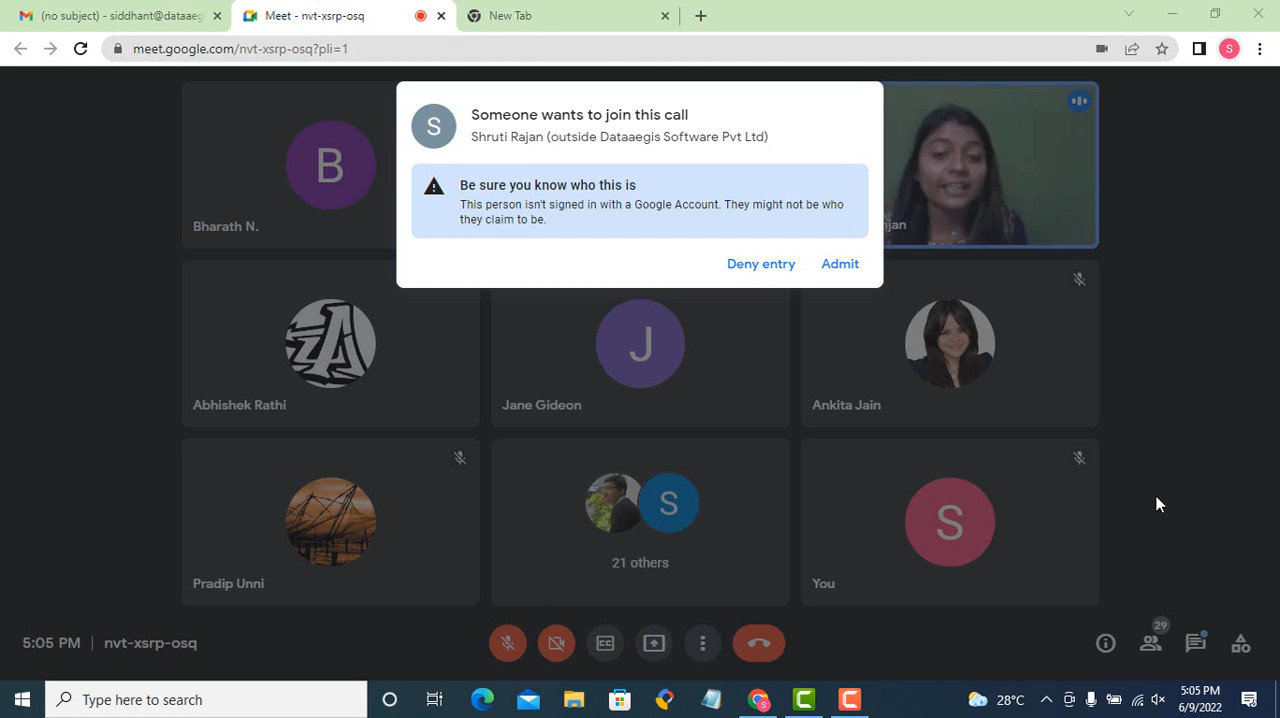 (no subject) - siddhant@dataaeg
Meet - nvt-xsrp-osq
New Tab
meet.google.com/nvt-xsrp-osq?pli=1
S
S
Someone wants to join this call
Shruti Rajan (outside Dataaegis Software Pvt Ltd)
Be sure you know who this is
This person isn't signed in with a Google Account. They might not be who
they claim to be.
Deny entry
Admit
B
Bharath N.
njan
ZA
Abhishek Rathi
J
Jane Gideon
Ankita Jain
Pradip Unni
S
21 others
S
You
5:05 PM | nvt-xsrp-osq
CC
29
Type here to search
S
C
C
28°C
5:05 PM
6/9/2022